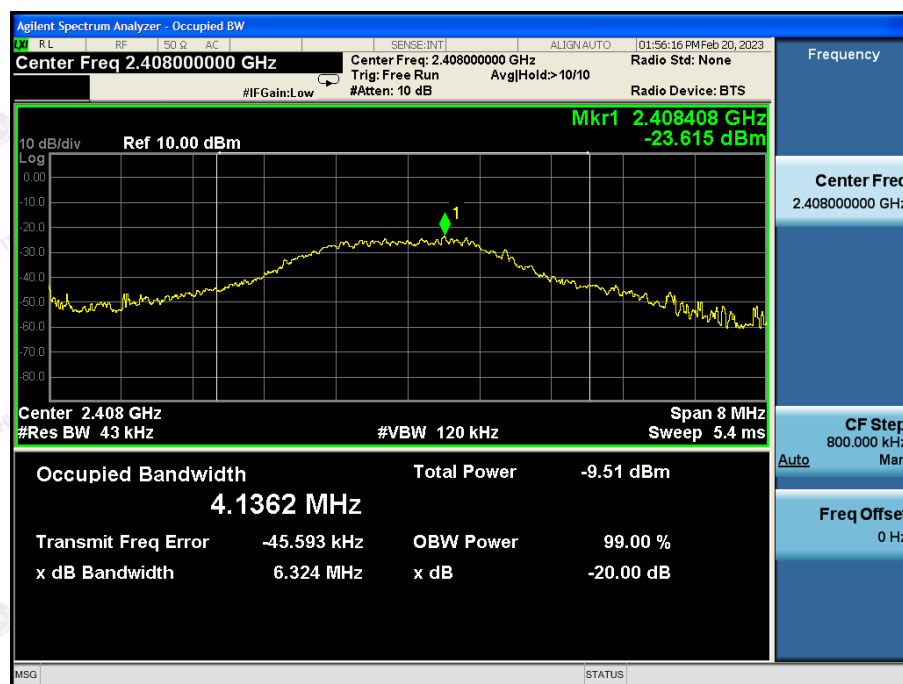 Agilent Spectrum Analyzer - Occupied BW
LXI RL RF 50 Ω AC SENSE:INT ALIGN AUTO 01:56:16 PM Feb 20, 2023
Center Freq 2.408000000 GHz
Center Freq: 2.408000000 GHz
Radio Std: None
Trig: Free Run Avg|Hold:>10/10
#IFGain:Low
#Atten: 10 dB
Radio Device: BTS
Frequency
Mkr1 2.408408 GHz
-23.615 dBm
10 dB/div Ref 10.00 dBm
Log
0.00
-10.0
-20.0
-30.0
-40.0
-50.0
-60.0
-70.0
-80.0
1
Center 2.408 GHz
Span 8 MHz
#Res BW 43 kHz
#VBW 120 kHz
Sweep 5.4 ms
Occupied Bandwidth
4.1362 MHz
Total Power -9.51 dBm
Transmit Freq Error -45.593 kHz
OBW Power 99.00 %
x dB Bandwidth 6.324 MHz
x dB -20.00 dB
Center Freq
2.408000000 GHz
CF Step
800.000 kHz
Auto Man
Freq Offset
0 Hz
MSG
STATUS